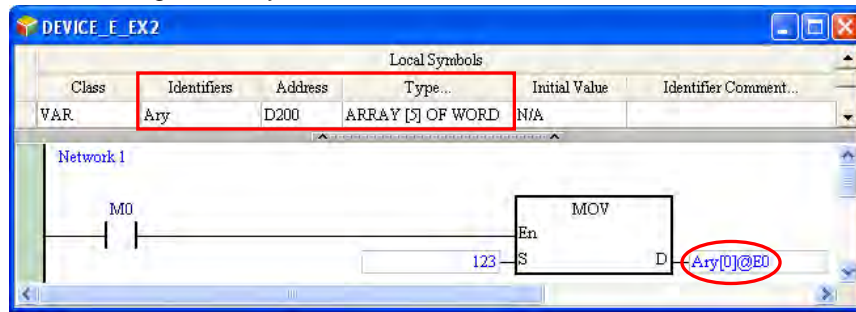 DEVICE_E_EX2
Local Symbols
Class Identifiers Address Type... Initial Value Identifier Comment...
VAR Ary D200 ARRAY [5] OF WORD N/A
Network 1
M0
MOV
En
123 S D Ary[0]@E0